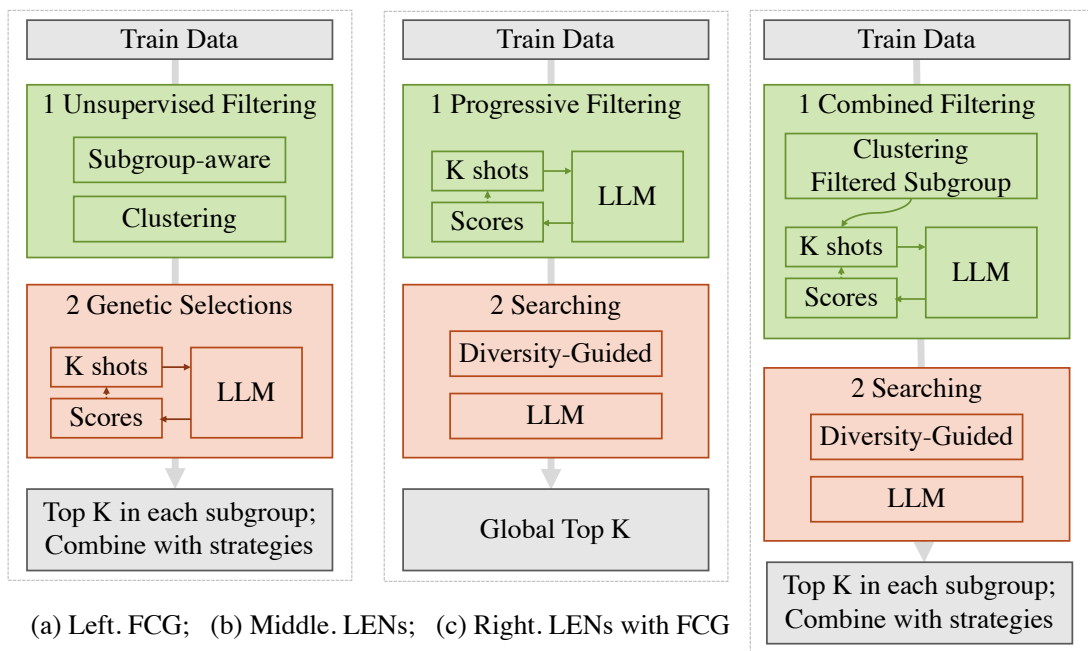 Train Data
1 Unsupervised Filtering
Subgroup-aware
Clustering
2 Genetic Selections
K shots
LLM
Scores
Top K in each subgroup;
Combine with strategies
Train Data
1 Progressive Filtering
K shots
LLM
Scores
2 Searching
Diversity-Guided
LLM
Global Top K
Train Data
1 Combined Filtering
Clustering
Filtered Subgroup
K shots
LLM
Scores
2 Searching
Diversity-Guided
LLM
Top K in each subgroup;
Combine with strategies
(a) Left. FCG; (b) Middle. LENs; (c) Right. LENs with FCG